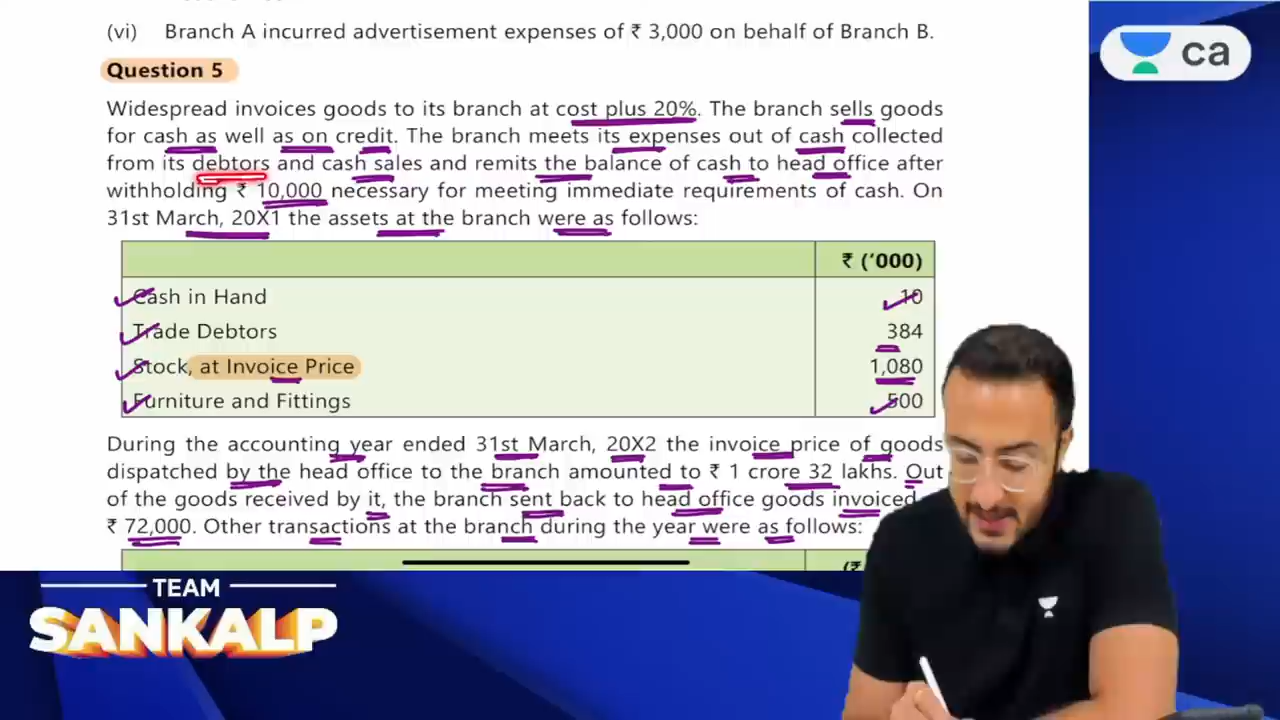 (vi) Branch A incurred advertisement expenses of ₹ 3,000 on behalf of Branch B.
Question 5
Widespread invoices goods to its branch at cost plus 20%. The branch sells goods
for cash as well as on credit. The branch meets its expenses out of cash collected
from its debtors and cash sales and remits the balance of cash to head office after
withholding ₹ 10,000 necessary for meeting immediate requirements of cash. On
31st March, 20X1 the assets at the branch were as follows:
₹ ('000)
Cash in Hand 10
Trade Debtors 384
Stock, at Invoice Price 1,080
Furniture and Fittings 500
During the accounting year ended 31st March, 20X2 the invoice price of goods
dispatched by the head office to the branch amounted to ₹ 1 crore 32 lakhs. Out
of the goods received by it, the branch sent back to head office goods invoiced
₹ 72,000. Other transactions at the branch during the year were as follows:
ca
TEAM
SANKALP